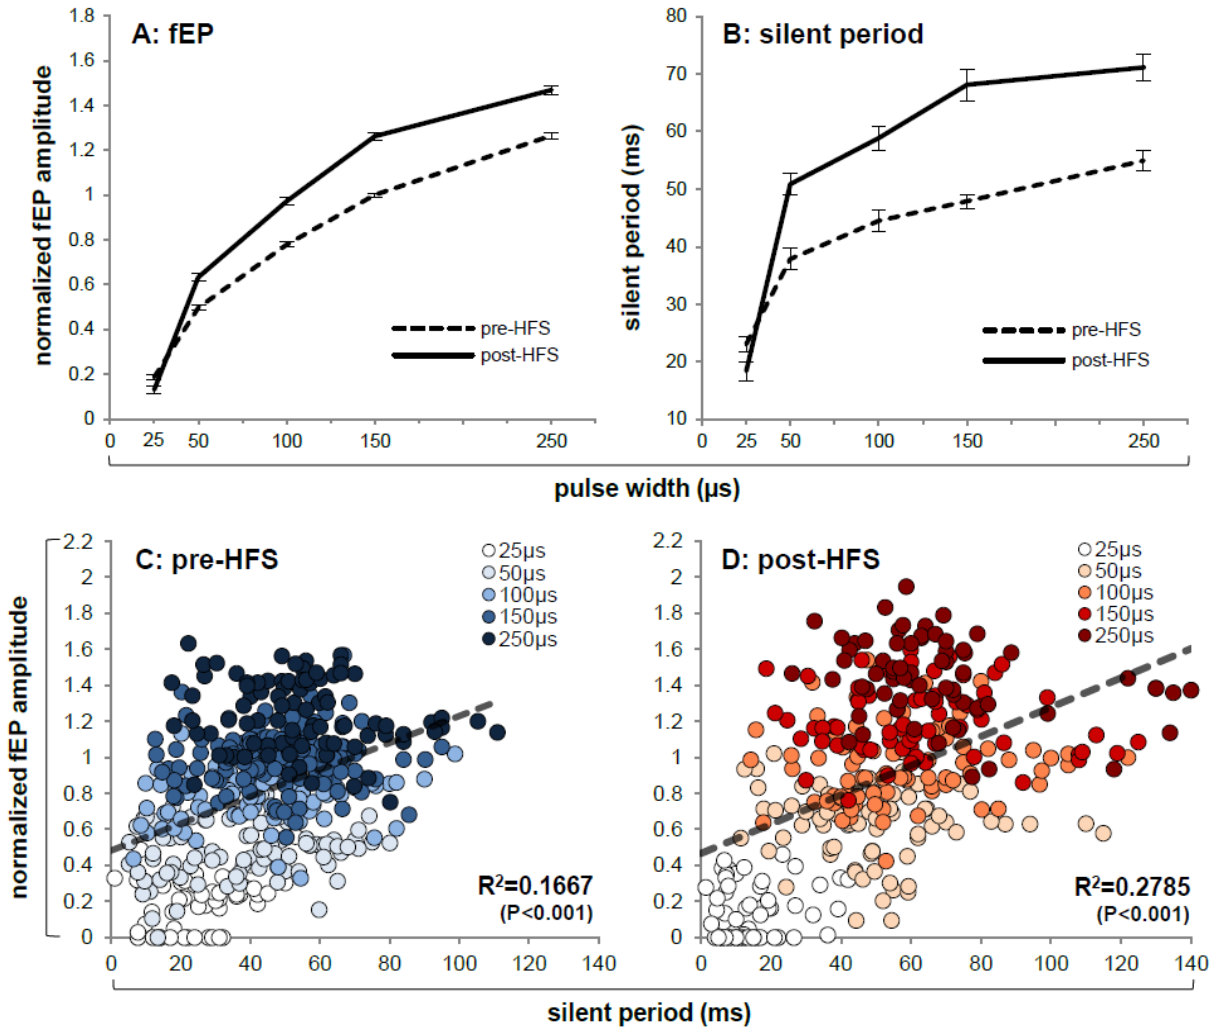 A: fEP
normalized fEP amplitude
1.8
1.6
1.4
1.2
1
0.8
0.6
0.4
0.2
0
0 25 50 100 150 250
pre-HFS
post-HFS
B: silent period
silent period (ms)
80
70
60
50
40
30
20
10
0 25 50 100 150 250
pre-HFS
post-HFS
pulse width (µs)
C: pre-HFS
normalized fEP amplitude
2.2
2
1.8
1.6
1.4
1.2
1
0.8
0.6
0.4
0.2
0
25µs
50µs
100µs
150µs
250µs
R²=0.1667
(P<0.001)
0 20 40 60 80 100 120 140
D: post-HFS
2.2
2
1.8
1.6
1.4
1.2
1
0.8
0.6
0.4
0.2
0
25µs
50µs
100µs
150µs
250µs
R²=0.2785
(P<0.001)
0 20 40 60 80 100 120 140
silent period (ms)